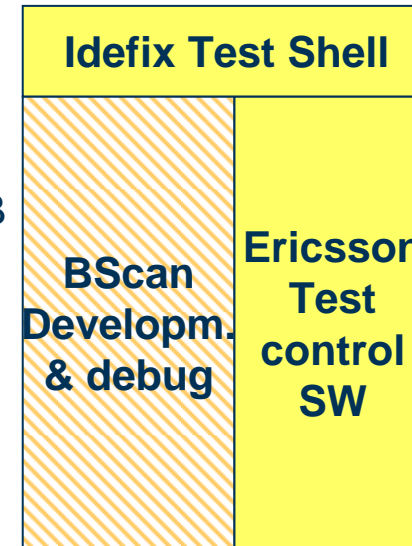 Idefix Test Shell
BScan
Developm.
& debug
Ericsson
Test
control
SW